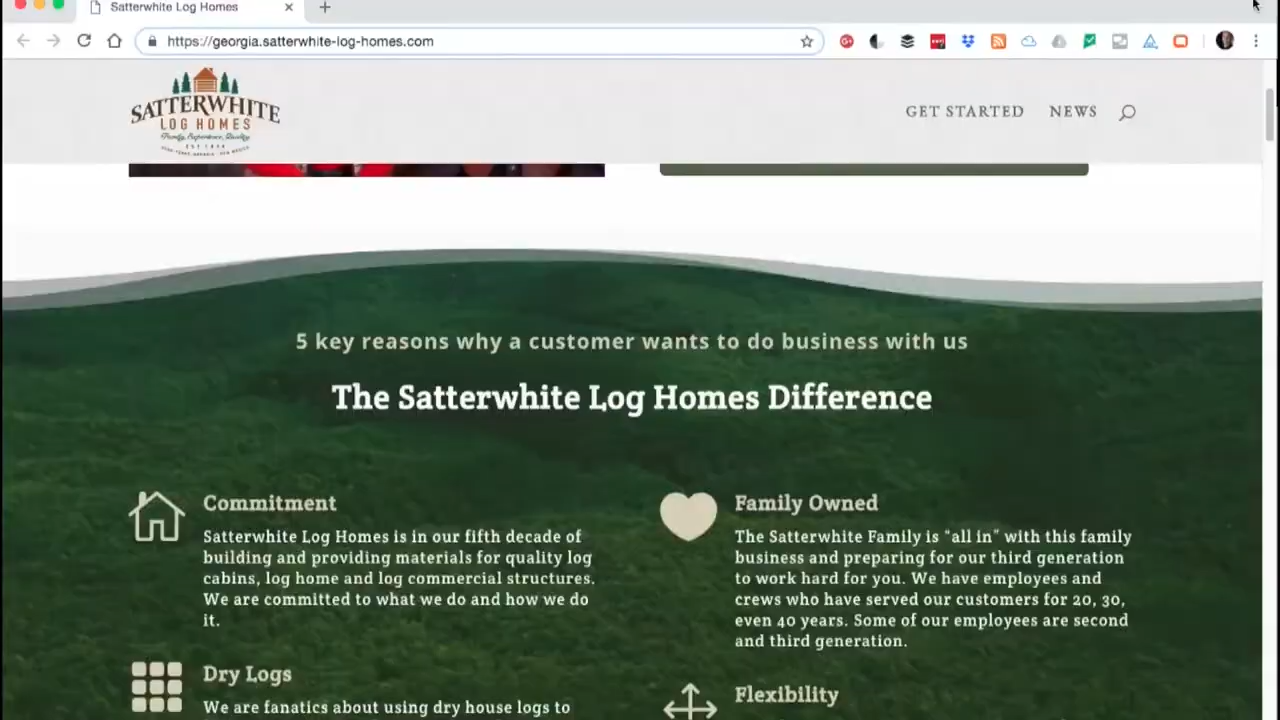 Satterwhite Log Homes
https://georgia.satterwhite-log-homes.com
SATTERWHITE
LOG HOMES
Family, Experience, Quality
EST 1974
GET STARTED
NEWS
5 key reasons why a customer wants to do business with us
The Satterwhite Log Homes Difference
Commitment
Satterwhite Log Homes is in our fifth decade of
building and providing materials for quality log
cabins, log home and log commercial structures.
We are committed to what we do and how we do
it.
Family Owned
The Satterwhite Family is "all in" with this family
business and preparing for our third generation
to work hard for you. We have employees and
crews who have served our customers for 20, 30,
even 40 years. Some of our employees are second
and third generation.
Dry Logs
We are fanatics about using dry house logs to
Flexibility